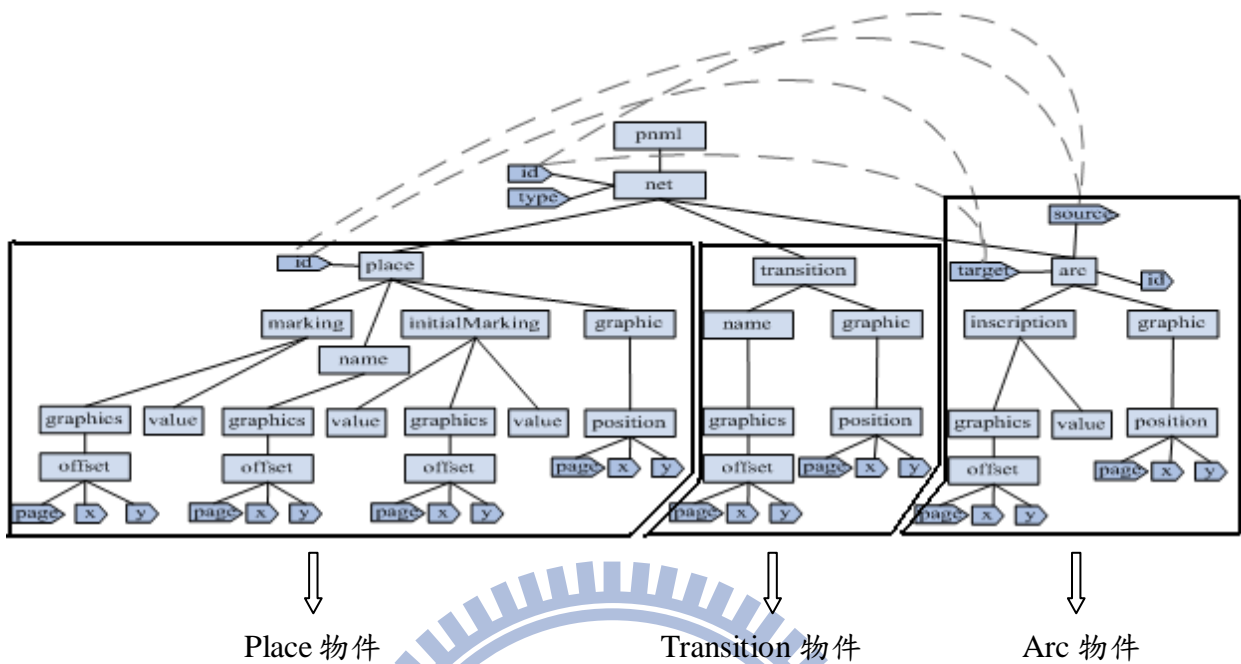 pnml
id
net
type
source
id place transition target arc id
marking initialMarking graphic name graphic inscription graphic
name
graphics value graphics value graphics value position graphics position graphics value position
offset offset offset page x y offset page x y offset page x y
page x y page x y page x y page x y page x y
Place 物件 Transition 物件 Arc 物件